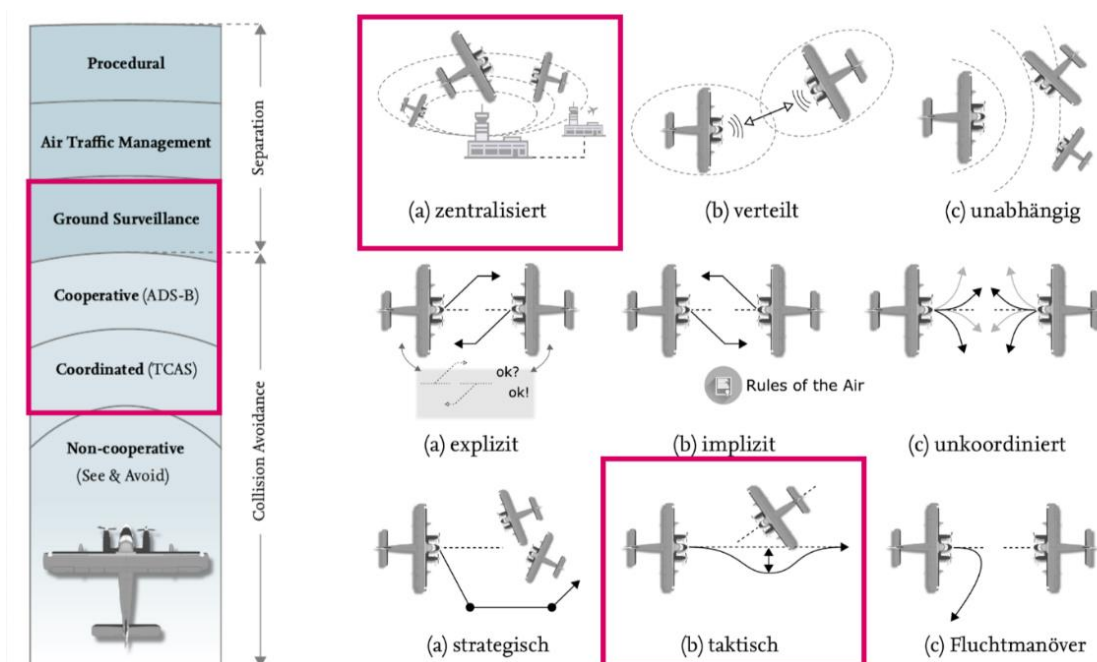 Procedural
Air Traffic Management
Ground Surveillance
Cooperative (ADS-B)
Coordinated (TCAS)
Non-cooperative
(See & Avoid)
Separation
Collision Avoidance
(a) zentralisiert
(b) verteilt
(c) unabhängig
ok?
ok!
Rules of the Air
(a) explizit
(b) implizit
(c) unkoordiniert
(a) strategisch
(b) taktisch
(c) Fluchtmanöver